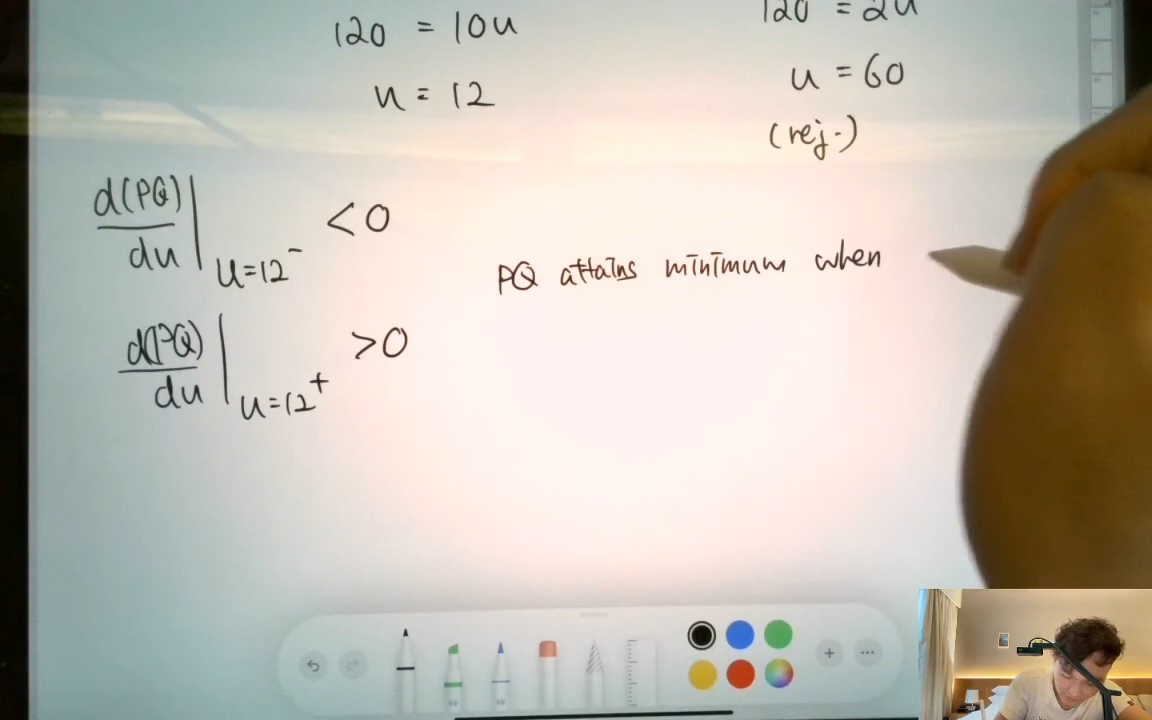 120 = 10u
120 = 2u
u = 12
u = 60
(rej.)
d(PQ)/du | u=12⁻ < 0
PQ attains minimum when
d(PQ)/du | u=12⁺ > 0